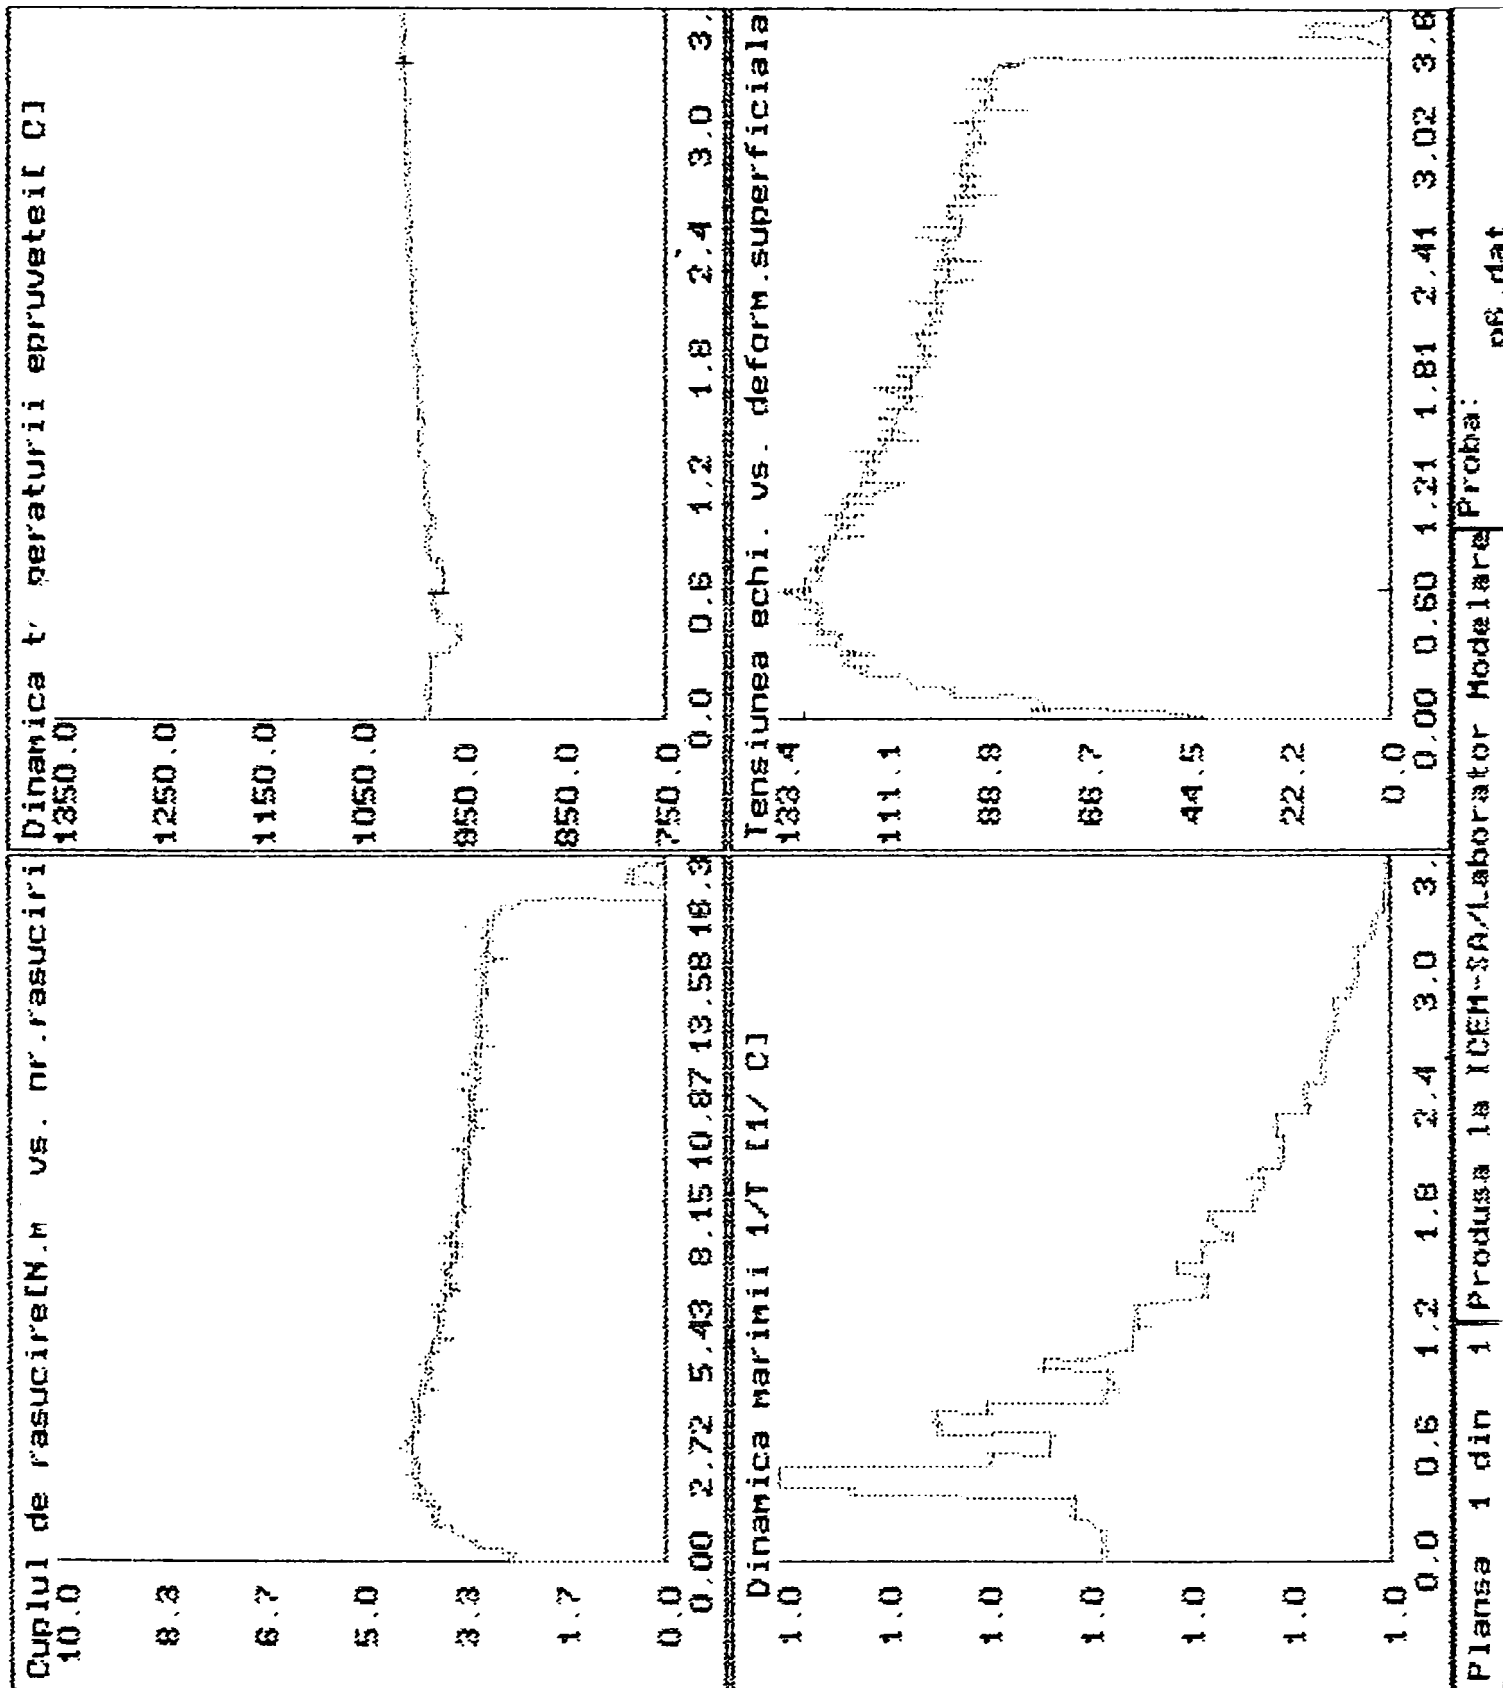 Cuplul de rasucire[N.m vs. nr.rasuciri
10.0
8.3
6.7
5.0
3.3
1.7
0.0
0.00 2.72 5.43 8.15 10.87 13.58 16.3
Dinamica t peraturii epruvetei[ C]
1350.0
1250.0
1150.0
1050.0
950.0
850.0
750.0
0.0 0.6 1.2 1.8 2.4 3.0 3.
Dinamica marimii 1/T [1/ C]
1.0
1.0
1.0
1.0
1.0
1.0
1.0
0.0 0.6 1.2 1.8 2.4 3.0 3.
Tensiunea echi. vs. deform.superficiala
133.4
111.1
88.9
66.7
44.5
22.2
0.0
0.00 0.60 1.21 1.81 2.41 3.02 3.6
Plansa 1 din 1 Produsa la ICEM-SA/Laborator Modelare Proba:
p6.dat